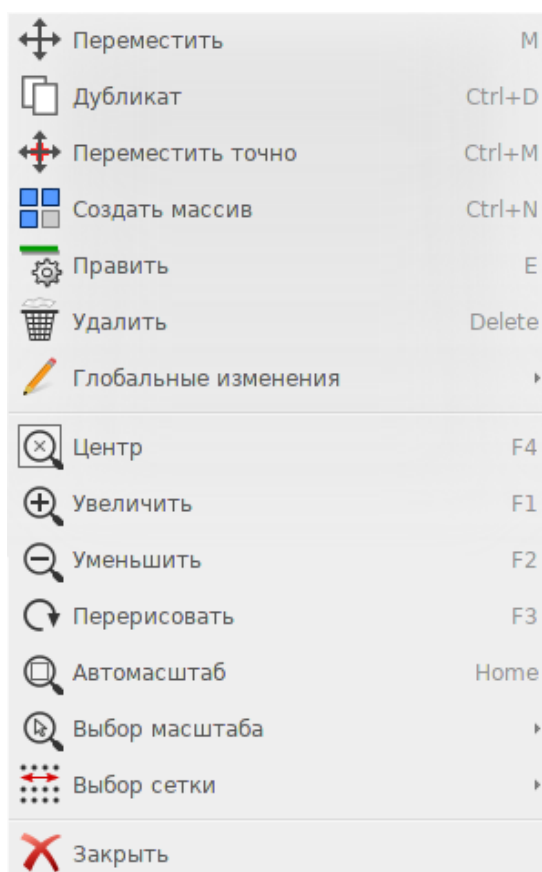 Переместить M
Дубликат Ctrl+D
Переместить точно Ctrl+M
Создать массив Ctrl+N
Править E
Удалить Delete
Глобальные изменения
Центр F4
Увеличить F1
Уменьшить F2
Перерисовать F3
Автомасштаб Home
Выбор масштаба
Выбор сетки
Закрыть